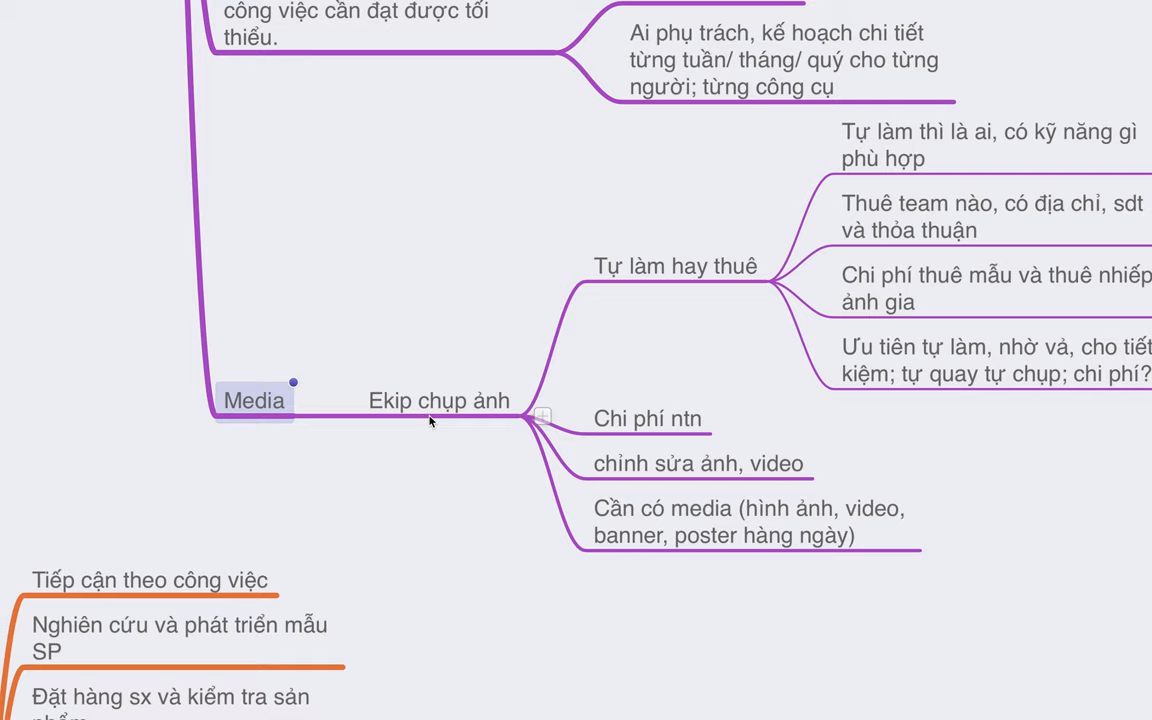 công việc cần đạt được tối
thiểu.
Ai phụ trách, kế hoạch chi tiết
từng tuần/ tháng/ quý cho từng
người; từng công cụ
Tự làm thì là ai, có kỹ năng gì
phù hợp
Thuê team nào, có địa chỉ, sdt
và thỏa thuận
Tự làm hay thuê
Chi phí thuê mẫu và thuê nhiếp
ảnh gia
Ưu tiên tự làm, nhờ vả, cho tiết
kiệm; tự quay tự chụp; chi phí?
Media
Ekip chụp ảnh
Chi phí ntn
chỉnh sửa ảnh, video
Cần có media (hình ảnh, video,
banner, poster hàng ngày)
Tiếp cận theo công việc
Nghiên cứu và phát triển mẫu
SP
Đặt hàng sx và kiểm tra sản